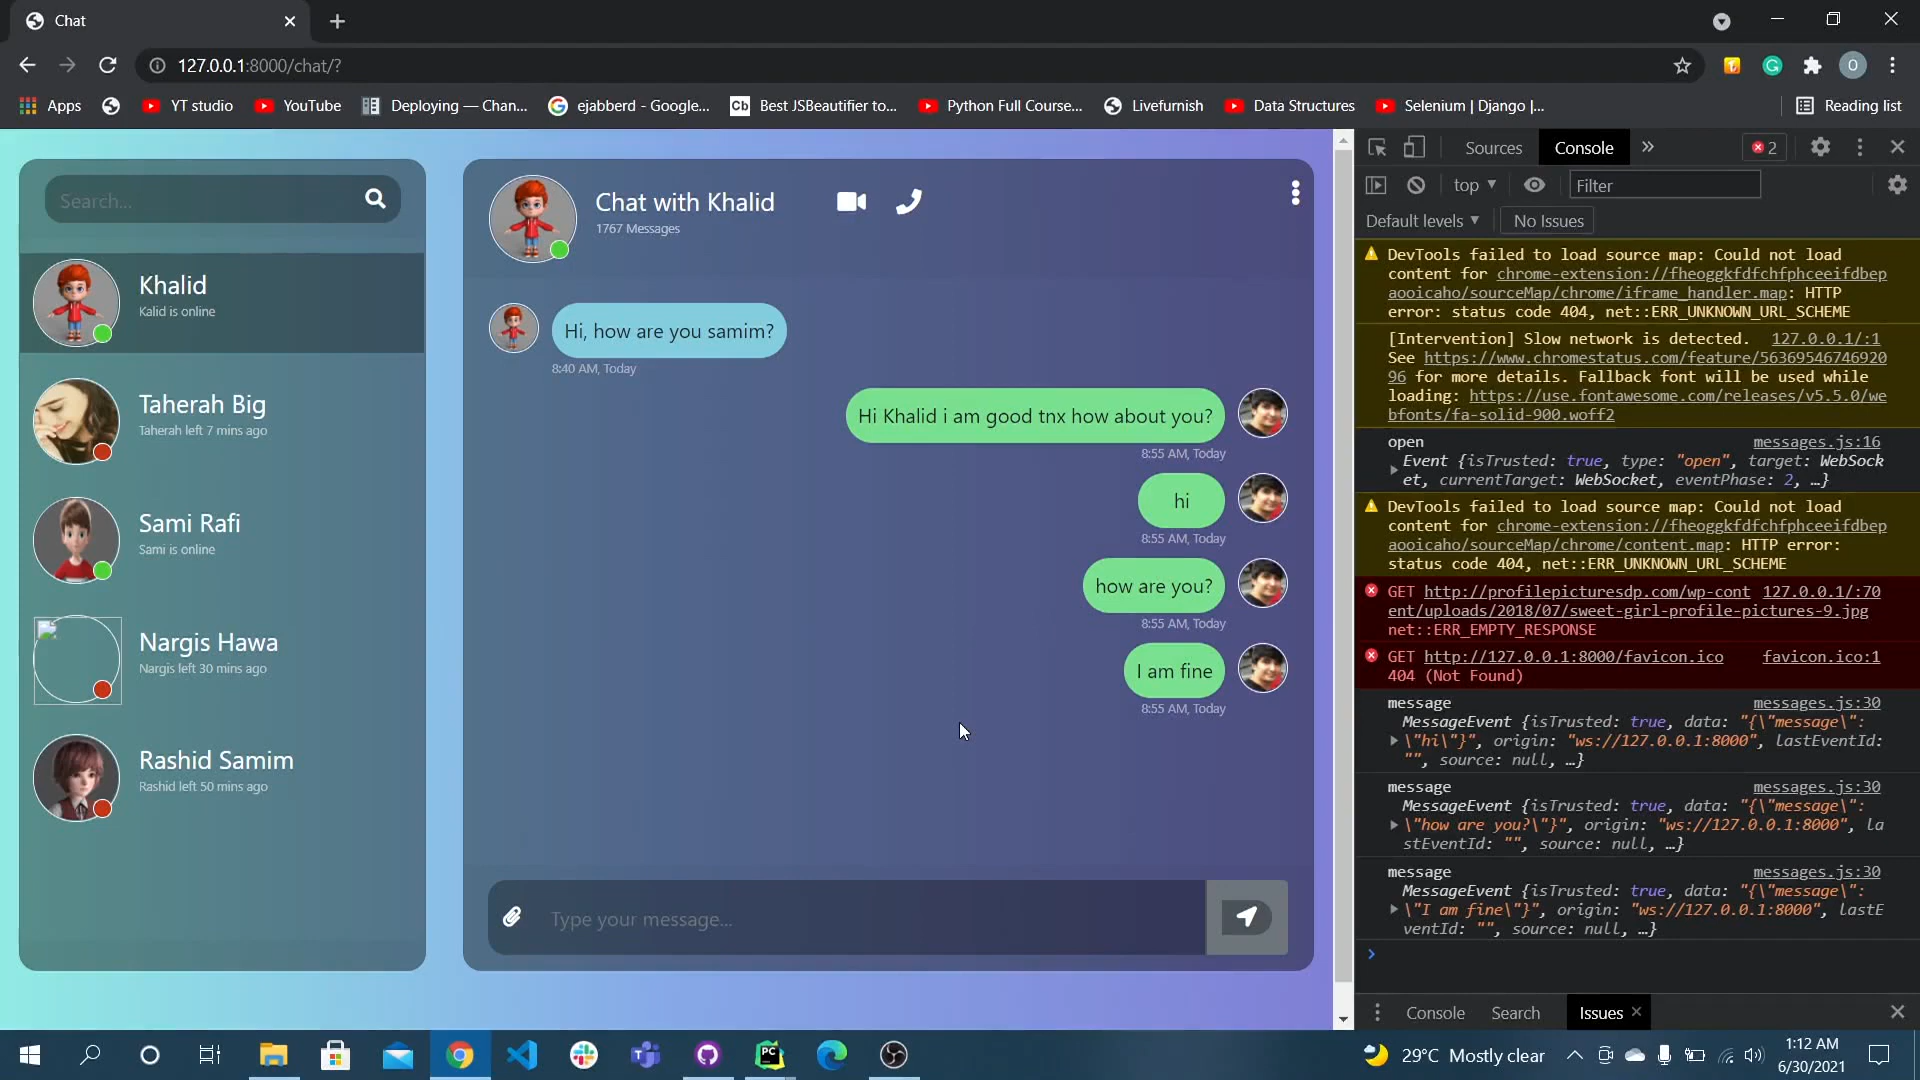 Chat
127.0.0.1:8000/chat/?
Apps
YT studio
YouTube
Deploying — Chan...
ejabberd - Google...
Best JSBeautifier to...
Python Full Course...
Livefurnish
Data Structures
Selenium | Django |...
Reading list
Search...
Khalid
Kalid is online
Taherah Big
Taherah left 7 mins ago
Sami Rafi
Sami is online
Nargis Hawa
Nargis left 30 mins ago
Rashid Samim
Rashid left 50 mins ago
Chat with Khalid
1767 Messages
Hi, how are you samim?
8:40 AM, Today
Hi Khalid i am good tnx how about you?
8:55 AM, Today
hi
8:55 AM, Today
how are you?
8:55 AM, Today
I am fine
8:55 AM, Today
Type your message...
Sources
Console
2
top
Filter
Default levels
No Issues
DevTools failed to load source map: Could not load
content for chrome-extension://fheoggkfdfchfphceeifdbep
aooicaho/sourceMap/chrome/iframe_handler.map: HTTP
error: status code 404, net::ERR_UNKNOWN_URL_SCHEME
[Intervention] Slow network is detected. 127.0.0.1/:1
See https://www.chromestatus.com/feature/56369546746920
96 for more details. Fallback font will be used while
loading: https://use.fontawesome.com/releases/v5.5.0/we
bfonts/fa-solid-900.woff2
open messages.js:16
Event {isTrusted: true, type: "open", target: WebSock
et, currentTarget: WebSocket, eventPhase: 2, …}
DevTools failed to load source map: Could not load
content for chrome-extension://fheoggkfdfchfphceeifdbep
aooicaho/sourceMap/chrome/content.map: HTTP error:
status code 404, net::ERR_UNKNOWN_URL_SCHEME
GET http://profilepicturesdp.com/wp-cont 127.0.0.1/:70
ent/uploads/2018/07/sweet-girl-profile-pictures-9.jpg
net::ERR_EMPTY_RESPONSE
GET http://127.0.0.1:8000/favicon.ico favicon.ico:1
404 (Not Found)
message messages.js:30
MessageEvent {isTrusted: true, data: "{\"message\":
\"hi\"}", origin: "ws://127.0.0.1:8000", lastEventId:
"", source: null, …}
message messages.js:30
MessageEvent {isTrusted: true, data: "{\"message\":
\"how are you?\"}", origin: "ws://127.0.0.1:8000", la
stEventId: "", source: null, …}
message messages.js:30
MessageEvent {isTrusted: true, data: "{\"message\":
\"I am fine\"}", origin: "ws://127.0.0.1:8000", lastE
ventId: "", source: null, …}
Console
Search
Issues
29°C Mostly clear
1:12 AM
6/30/2021